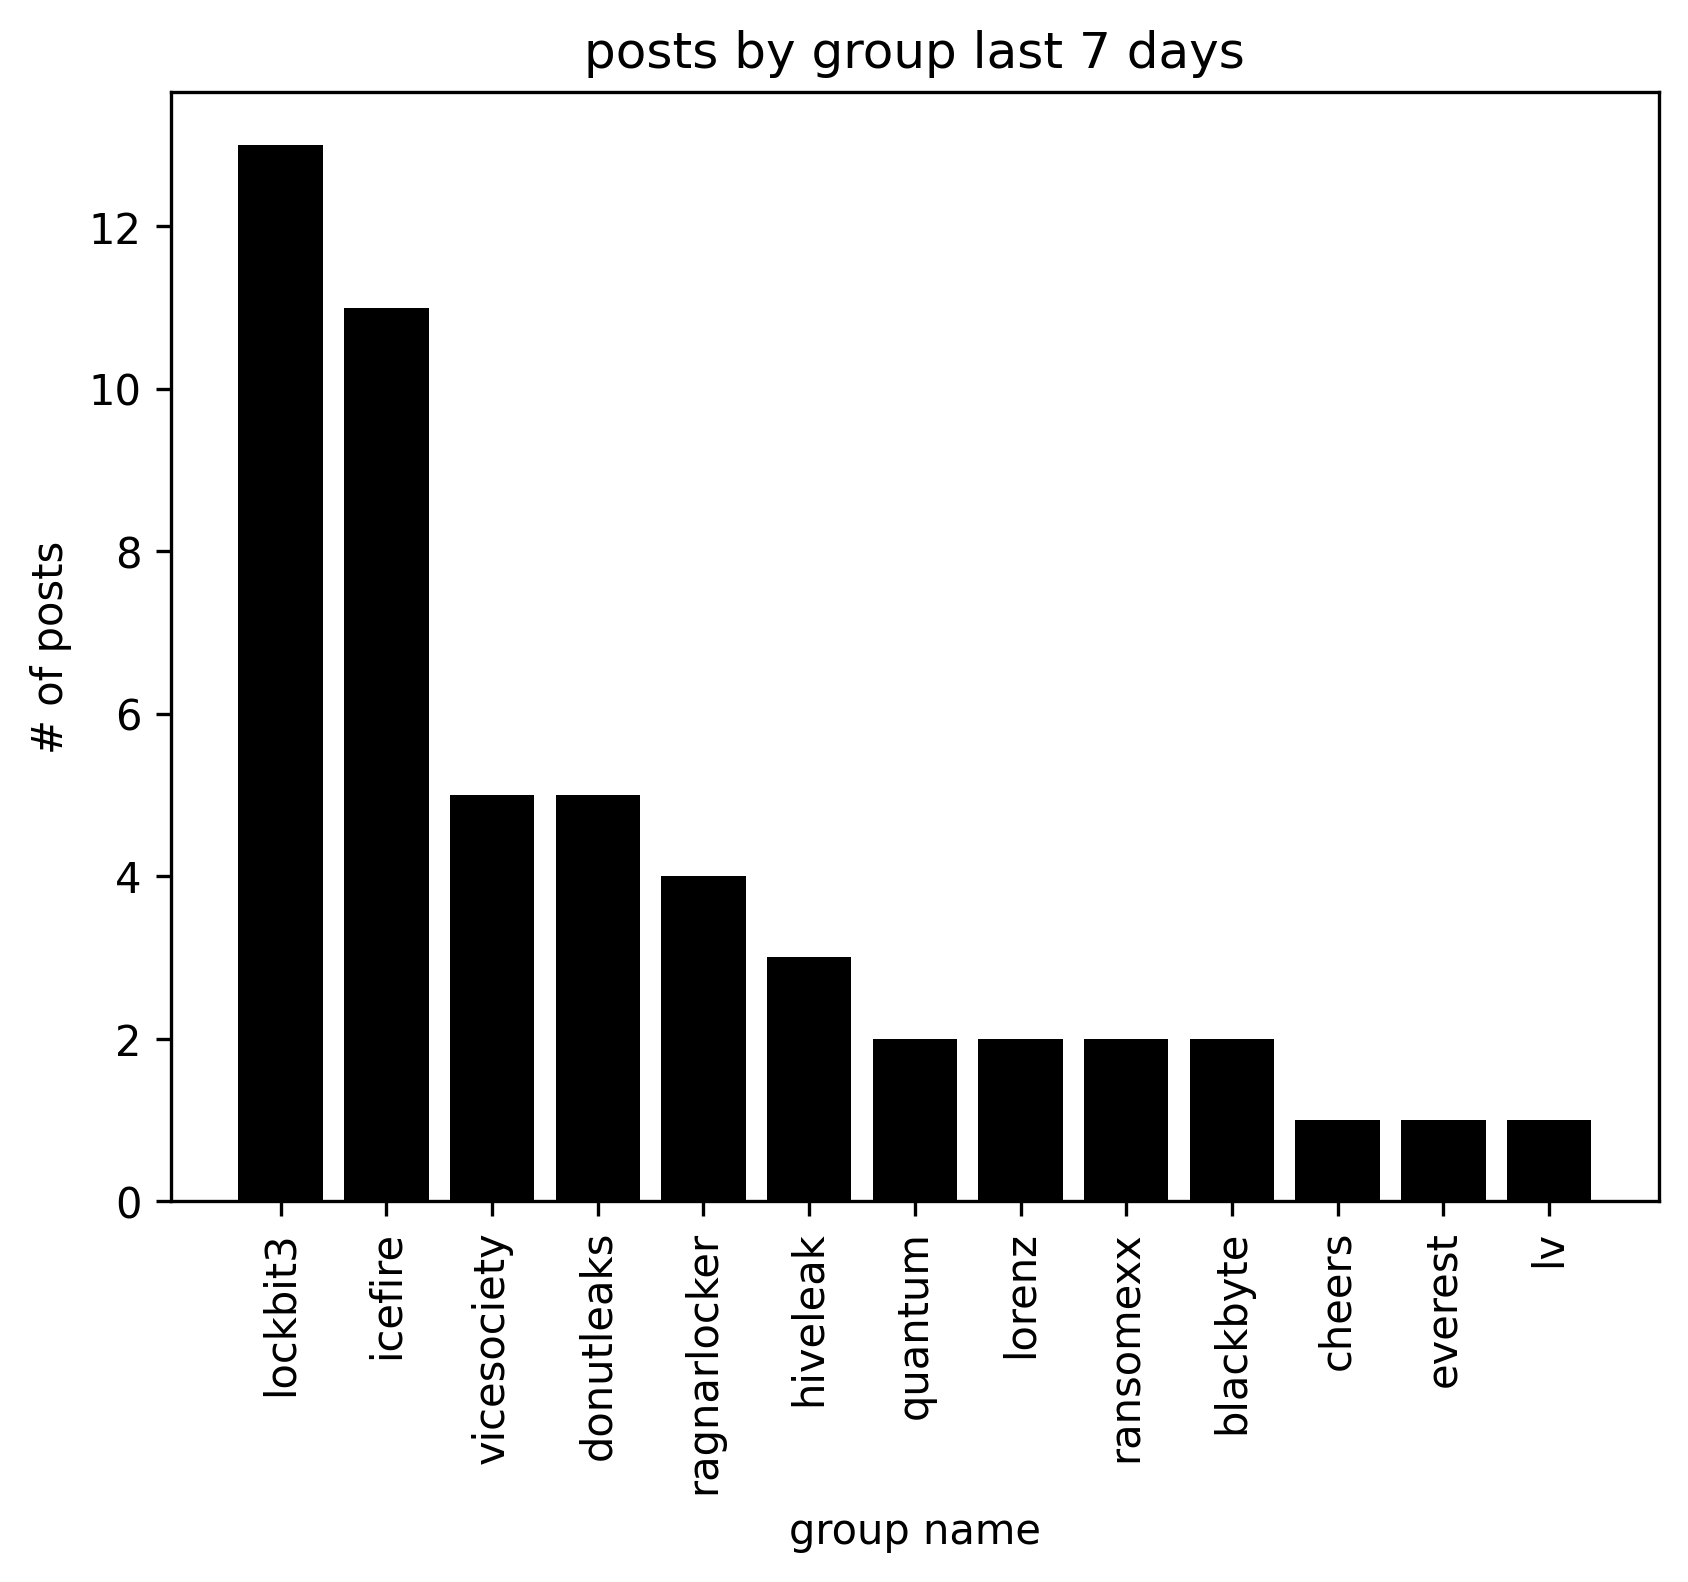 posts by group last 7 days
12
10
8
6
4
2
0
# of posts
lockbit3
icefire
vicesociety
donutleaks
ragnarlocker
hiveleak
quantum
lorenz
ransomexx
blackbyte
cheers
everest
lv
group name